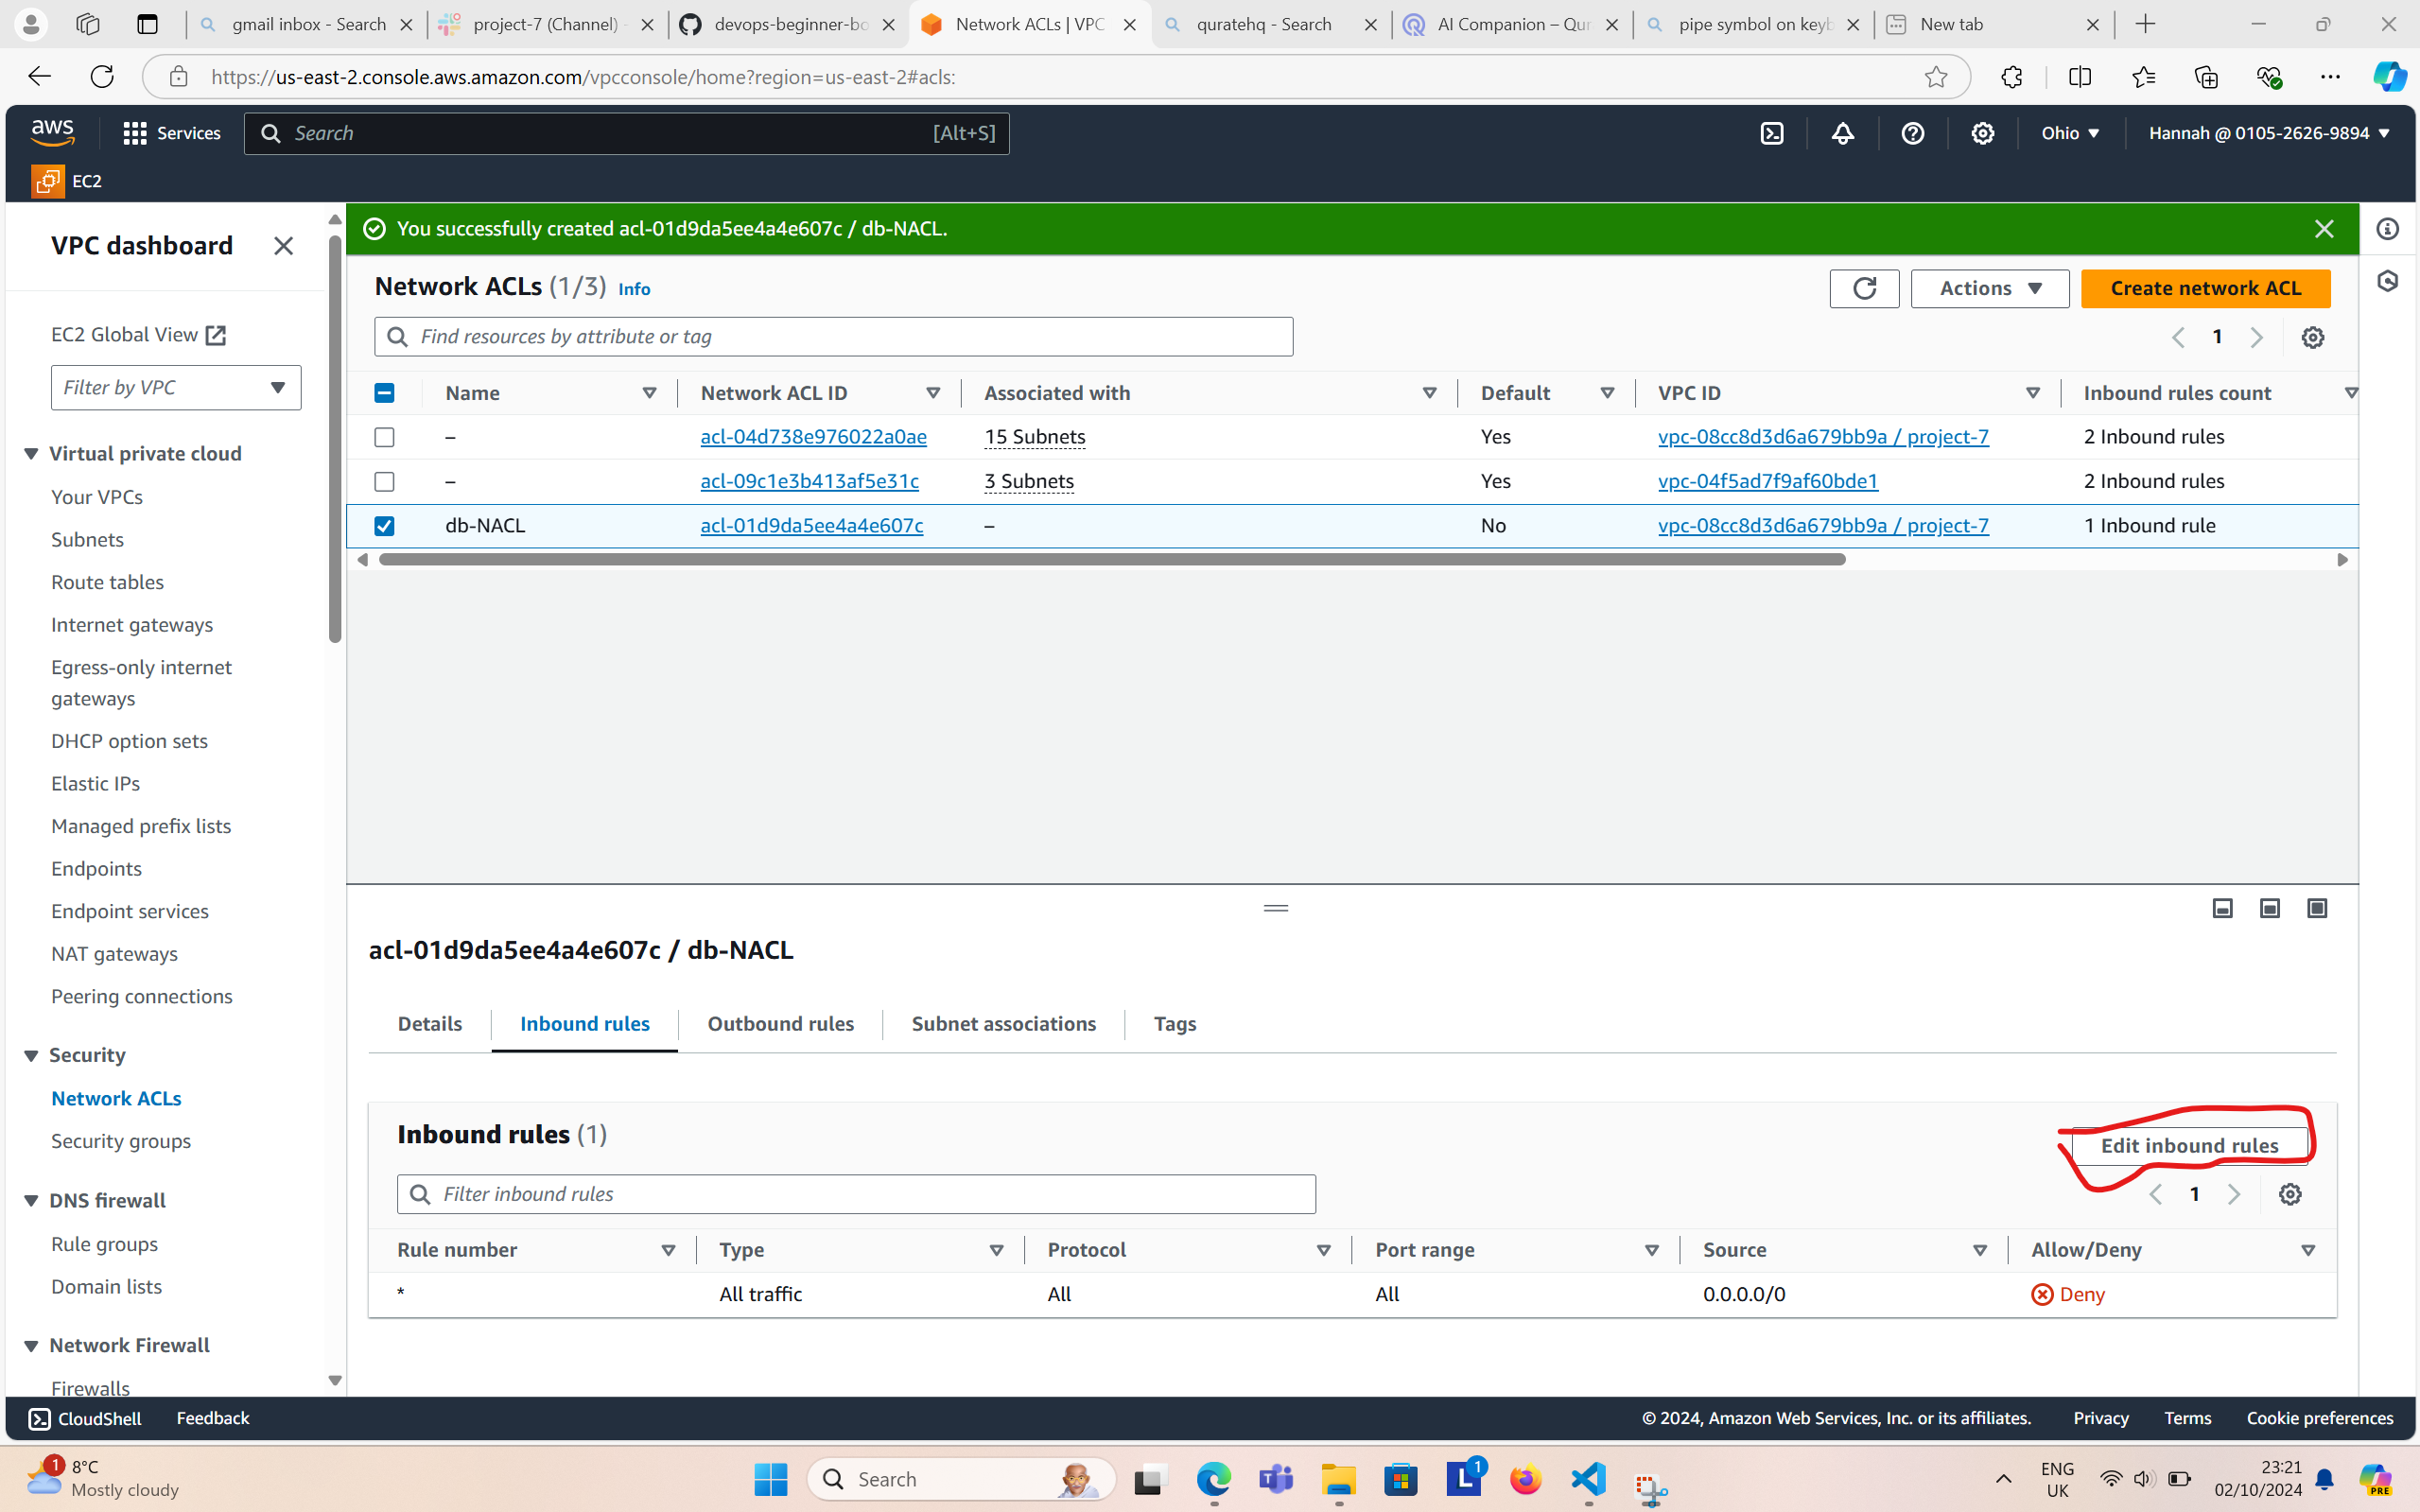 gmail inbox - Search
project-7 (Channel) -
devops-beginner-bo
Network ACLs | VPC
quratehq - Search
AI Companion – Qur
pipe symbol on keyb
New tab
https://us-east-2.console.aws.amazon.com/vpcconsole/home?region=us-east-2#acls:
aws
Services
Search
[Alt+S]
Ohio
Hannah @ 0105-2626-9894
EC2
VPC dashboard
EC2 Global View
Filter by VPC
Virtual private cloud
Your VPCs
Subnets
Route tables
Internet gateways
Egress-only internet
gateways
DHCP option sets
Elastic IPs
Managed prefix lists
Endpoints
Endpoint services
NAT gateways
Peering connections
Security
Network ACLs
Security groups
DNS firewall
Rule groups
Domain lists
Network Firewall
Firewalls
You successfully created acl-01d9da5ee4a4e607c / db-NACL.
Network ACLs (1/3) Info
Actions
Create network ACL
Find resources by attribute or tag
1
Name Network ACL ID Associated with Default VPC ID Inbound rules count
– acl-04d738e976022a0ae 15 Subnets Yes vpc-08cc8d3d6a679bb9a / project-7 2 Inbound rules
– acl-09c1e3b413af5e31c 3 Subnets Yes vpc-04f5ad7f9af60bde1 2 Inbound rules
db-NACL acl-01d9da5ee4a4e607c – No vpc-08cc8d3d6a679bb9a / project-7 1 Inbound rule
acl-01d9da5ee4a4e607c / db-NACL
Details Inbound rules Outbound rules Subnet associations Tags
Inbound rules (1)
Edit inbound rules
Filter inbound rules
1
Rule number Type Protocol Port range Source Allow/Deny
* All traffic All All 0.0.0.0/0 Deny
CloudShell Feedback
© 2024, Amazon Web Services, Inc. or its affiliates. Privacy Terms Cookie preferences
1
8°C
Mostly cloudy
Search
L
1
ENG
UK
23:21
02/10/2024
PRE